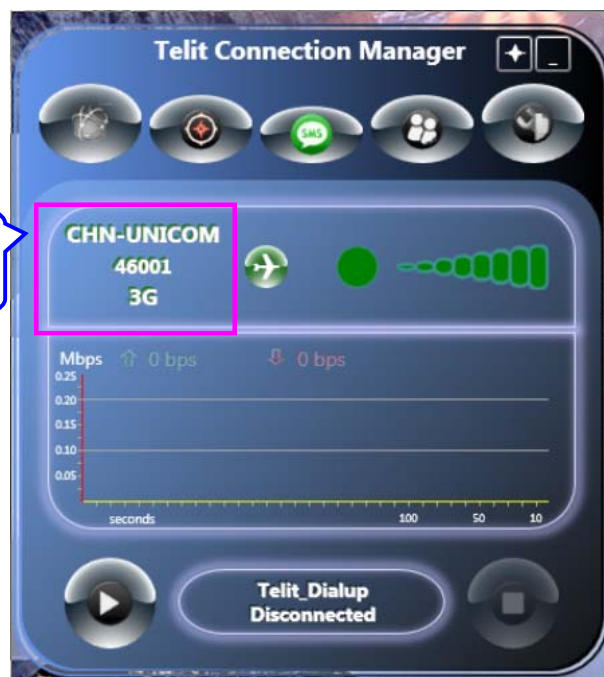 Telit Connection Manager
SMS
CHN-UNICOM
46001
3G
Mbps 0 bps 0 bps
0.25
0.20
0.15
0.10
0.05
seconds 100 50 10
Telit_Dialup
Disconnected